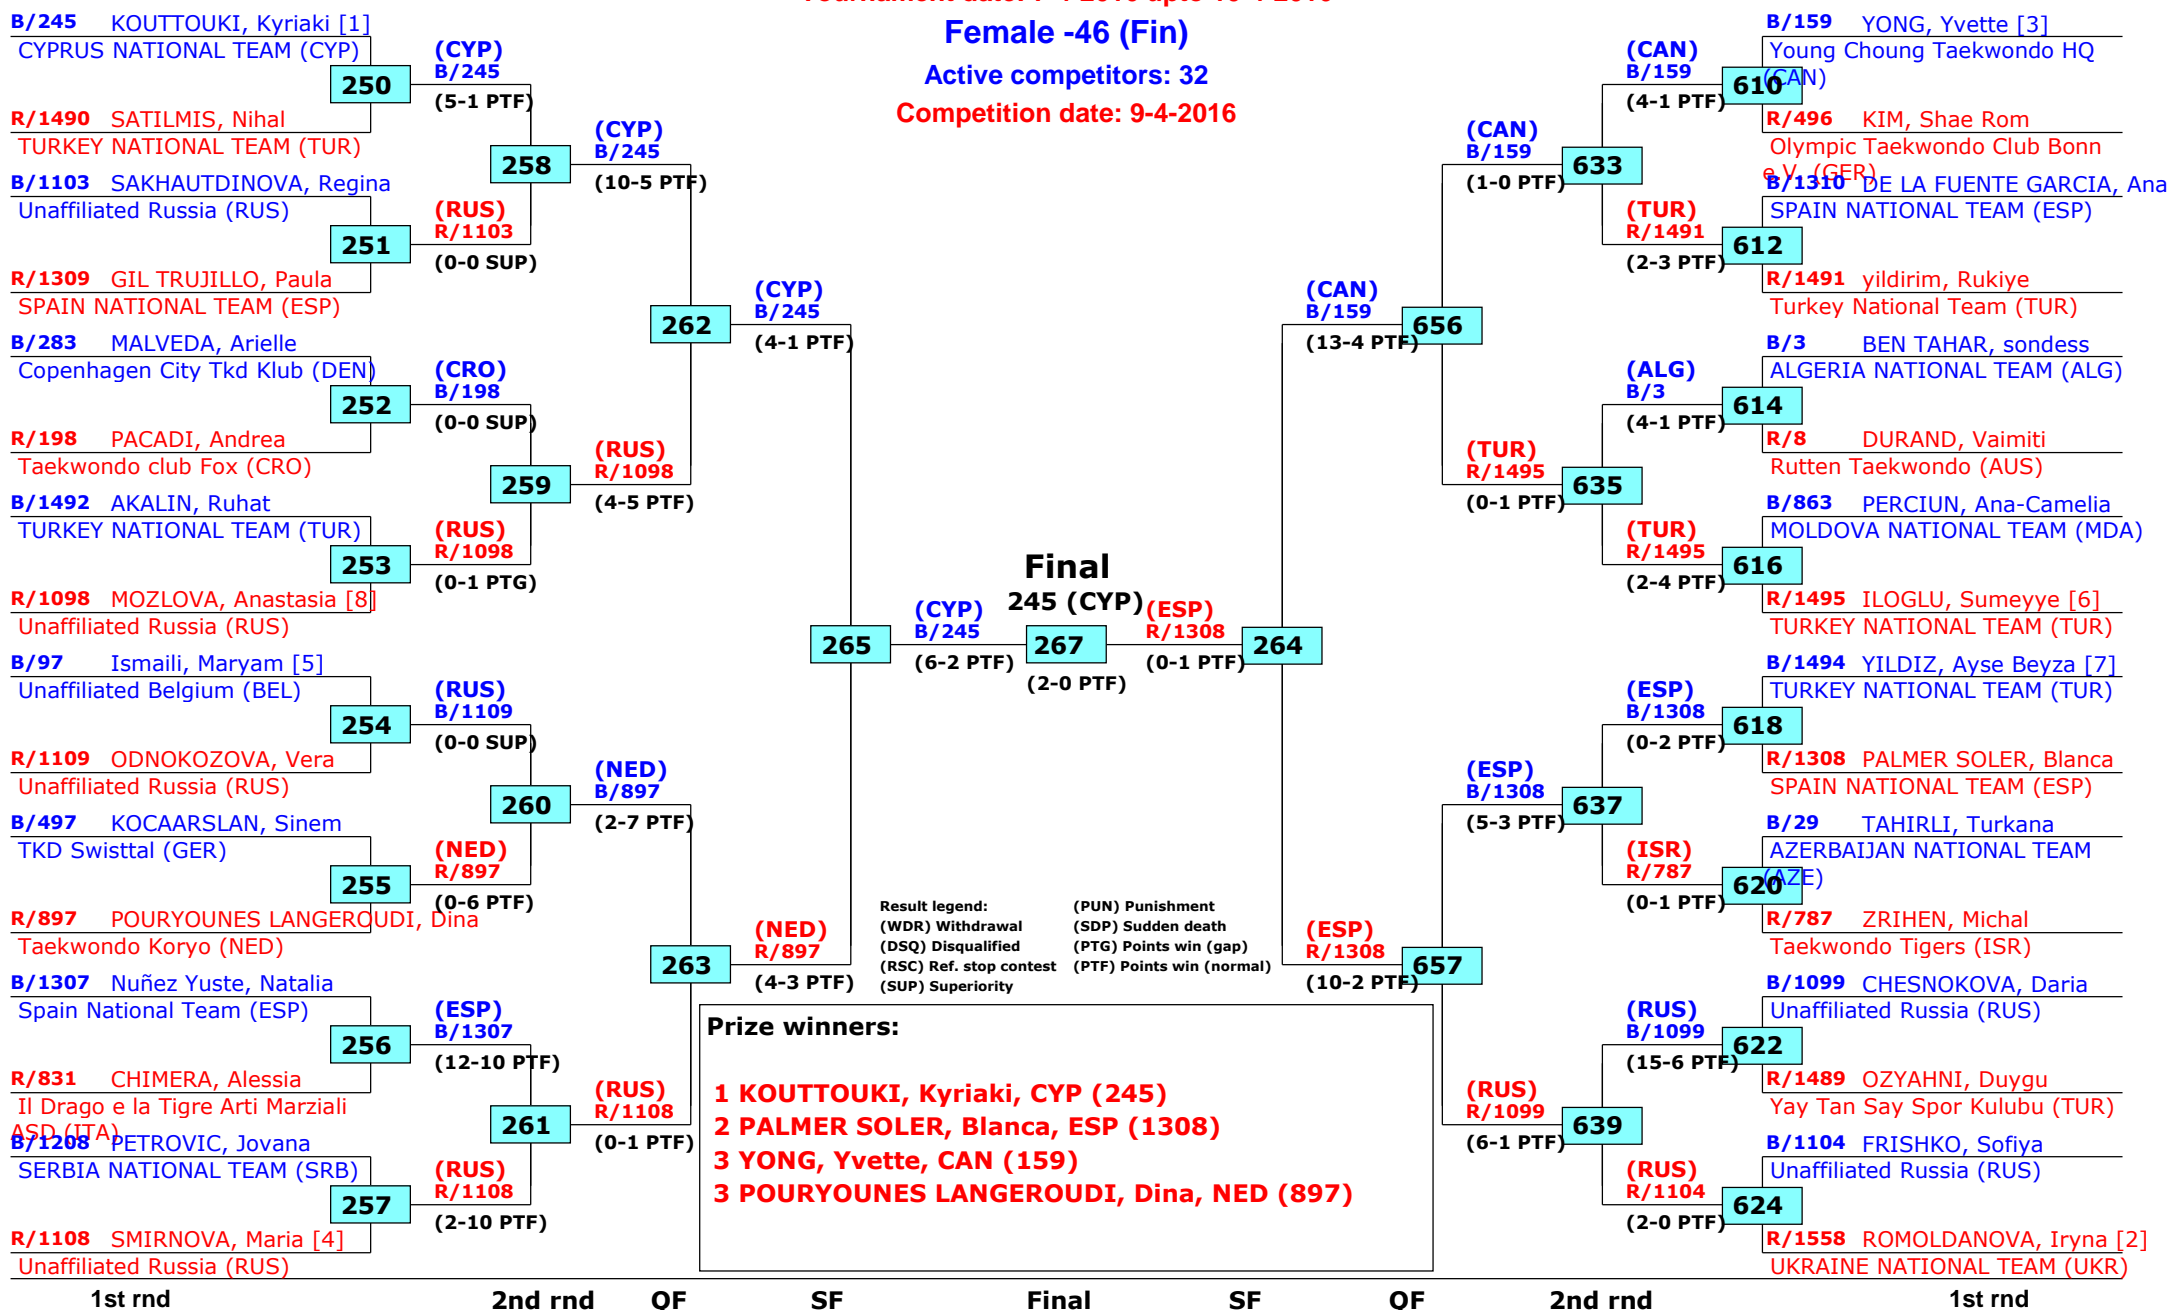 Female -46 (Fin)
Active competitors: 32
Competition date: 9-4-2016
B/245 KOUTTOUKI, Kyriaki [1]
CYPRUS NATIONAL TEAM (CYP)
250
R/1490 SATILMIS, Nihal
TURKEY NATIONAL TEAM (TUR)
B/1103 SAKHAUTDINOVA, Regina
Unaffiliated Russia (RUS)
251
R/1309 GIL TRUJILLO, Paula
SPAIN NATIONAL TEAM (ESP)
B/283 MALVEDA, Arielle
Copenhagen City Tkd Klub (DEN)
252
R/198 PACADI, Andrea
Taekwondo club Fox (CRO)
B/1492 AKALIN, Ruhat
TURKEY NATIONAL TEAM (TUR)
253
R/1098 MOZLOVA, Anastasia [8]
Unaffiliated Russia (RUS)
B/97 Ismaili, Maryam [5]
Unaffiliated Belgium (BEL)
254
R/1109 ODNOKOZOVA, Vera
Unaffiliated Russia (RUS)
B/497 KOCAARSLAN, Sinem
TKD Swisttal (GER)
255
R/897 POURYOUNES LANGEROUDI, Dina
Taekwondo Koryo (NED)
B/1307 Nuñez Yuste, Natalia
Spain National Team (ESP)
256
R/831 CHIMERA, Alessia
Il Drago e la Tigre Arti Marziali
ASD (ITA)
B/1208 PETROVIC, Jovana
SERBIA NATIONAL TEAM (SRB)
257
R/1108 SMIRNOVA, Maria [4]
Unaffiliated Russia (RUS)
(CYP)
B/245
(5-1 PTF)
258
(RUS)
R/1103
(0-0 SUP)
(CRO)
B/198
(0-0 SUP)
259
(RUS)
R/1098
(0-1 PTG)
(RUS)
B/1109
(0-0 SUP)
260
(NED)
R/897
(0-6 PTF)
(ESP)
B/1307
(12-10 PTF)
261
(RUS)
R/1108
(2-10 PTF)
(CYP)
B/245
(10-5 PTF)
262
(RUS)
R/1098
(4-5 PTF)
(NED)
B/897
(2-7 PTF)
263
(RUS)
R/1108
(0-1 PTF)
(CYP)
B/245
(4-1 PTF)
265
(NED)
R/897
(4-3 PTF)
(CYP)
B/245
(6-2 PTF)
Final
245 (CYP)
267
(2-0 PTF)
(ESP)
R/1308
(0-1 PTF)
264
(CAN)
B/159
(13-4 PTF)
656
(ESP)
R/1308
(10-2 PTF)
657
(CAN)
B/159
(1-0 PTF)
633
(TUR)
R/1495
(0-1 PTF)
635
(ESP)
B/1308
(5-3 PTF)
637
(RUS)
R/1099
(6-1 PTF)
639
(CAN)
B/159
(4-1 PTF)
610
(TUR)
R/1491
(2-3 PTF)
612
(ALG)
B/3
(4-1 PTF)
614
(TUR)
R/1495
(2-4 PTF)
616
(ESP)
B/1308
(0-2 PTF)
618
(ISR)
R/787
(0-1 PTF)
620
(RUS)
B/1099
(15-6 PTF)
622
(RUS)
R/1104
(2-0 PTF)
624
B/159 YONG, Yvette [3]
Young Choung Taekwondo HQ
(CAN)
R/496 KIM, Shae Rom
Olympic Taekwondo Club Bonn
e.V. (GER)
B/1310 DE LA FUENTE GARCIA, Ana
SPAIN NATIONAL TEAM (ESP)
R/1491 yildirim, Rukiye
Turkey National Team (TUR)
B/3 BEN TAHAR, sondess
ALGERIA NATIONAL TEAM (ALG)
R/8 DURAND, Vaimiti
Rutten Taekwondo (AUS)
B/863 PERCIUN, Ana-Camelia
MOLDOVA NATIONAL TEAM (MDA)
R/1495 ILOGLU, Sumeyye [6]
TURKEY NATIONAL TEAM (TUR)
B/1494 YILDIZ, Ayse Beyza [7]
TURKEY NATIONAL TEAM (TUR)
R/1308 PALMER SOLER, Blanca
SPAIN NATIONAL TEAM (ESP)
B/29 TAHIRLI, Turkana
AZERBAIJAN NATIONAL TEAM
(AZE)
R/787 ZRIHEN, Michal
Taekwondo Tigers (ISR)
B/1099 CHESNOKOVA, Daria
Unaffiliated Russia (RUS)
R/1489 OZYAHNI, Duygu
Yay Tan Say Spor Kulubu (TUR)
B/1104 FRISHKO, Sofiya
Unaffiliated Russia (RUS)
R/1558 ROMOLDANOVA, Iryna [2]
UKRAINE NATIONAL TEAM (UKR)
Result legend:
(WDR) Withdrawal
(DSQ) Disqualified
(RSC) Ref. stop contest
(SUP) Superiority
(PUN) Punishment
(SDP) Sudden death
(PTG) Points win (gap)
(PTF) Points win (normal)
Prize winners:
1 KOUTTOUKI, Kyriaki, CYP (245)
2 PALMER SOLER, Blanca, ESP (1308)
3 YONG, Yvette, CAN (159)
3 POURYOUNES LANGEROUDI, Dina, NED (897)
1st rnd 2nd rnd QF SF Final SF QF 2nd rnd 1st rnd